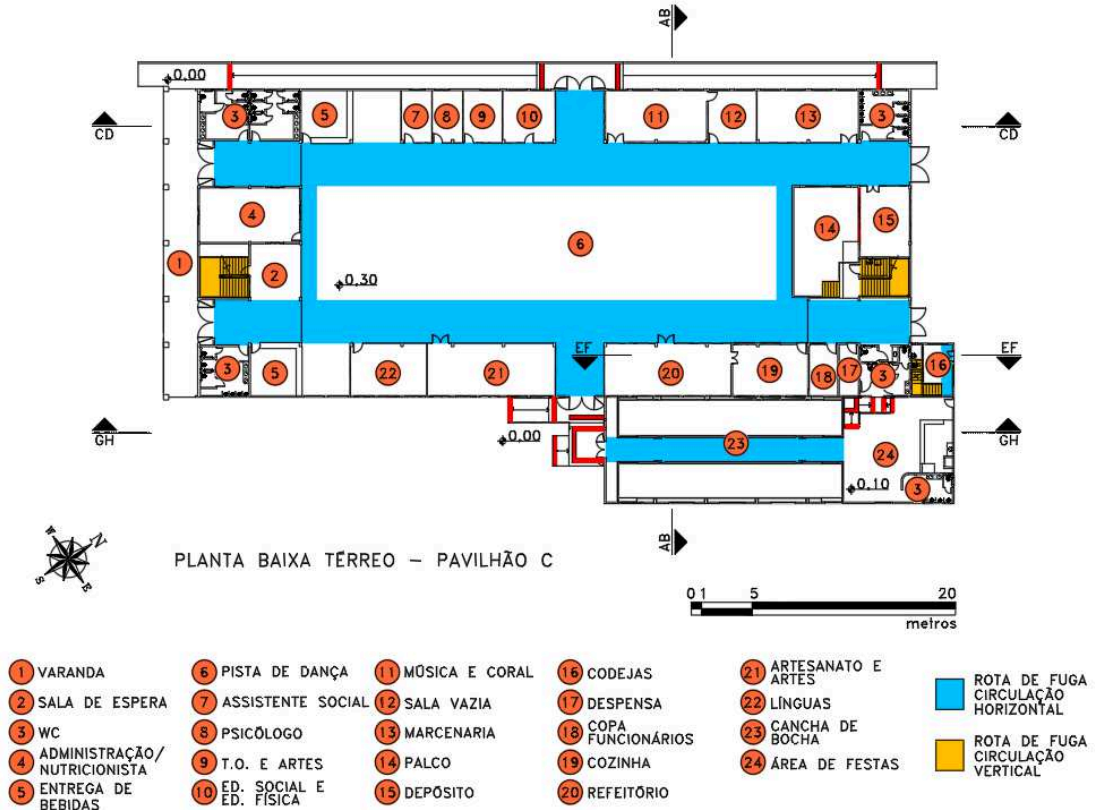 AB
0,00
3
5
7
8
9
10
11
12
13
3
CD
CD
4
14
15
6
1
2
0,30
EF
EF
3
5
22
21
20
19
18
17
3
16
GH
0,00
23
24
GH
0,10
3
AB
W
N
S
E
PLANTA BAIXA TÉRREO – PAVILHÃO C
0 1 5 20
metros
1 VARANDA
2 SALA DE ESPERA
3 WC
4 ADMINISTRAÇÃO/
NUTRICIONISTA
5 ENTREGA DE
BEBIDAS
6 PISTA DE DANÇA
7 ASSISTENTE SOCIAL
8 PSICÓLOGO
9 T.O. E ARTES
10 ED. SOCIAL E
ED. FÍSICA
11 MÚSICA E CORAL
12 SALA VAZIA
13 MARCENARIA
14 PALCO
15 DEPÓSITO
16 CODEJAS
17 DESPENSA
18 COPA
FUNCIONÁRIOS
19 COZINHA
20 REFEITÓRIO
21 ARTESANATO E
ARTES
22 LÍNGUAS
23 CANCHA DE
BOCHA
24 ÁREA DE FESTAS
ROTA DE FUGA
CIRCULAÇÃO
HORIZONTAL
ROTA DE FUGA
CIRCULAÇÃO
VERTICAL